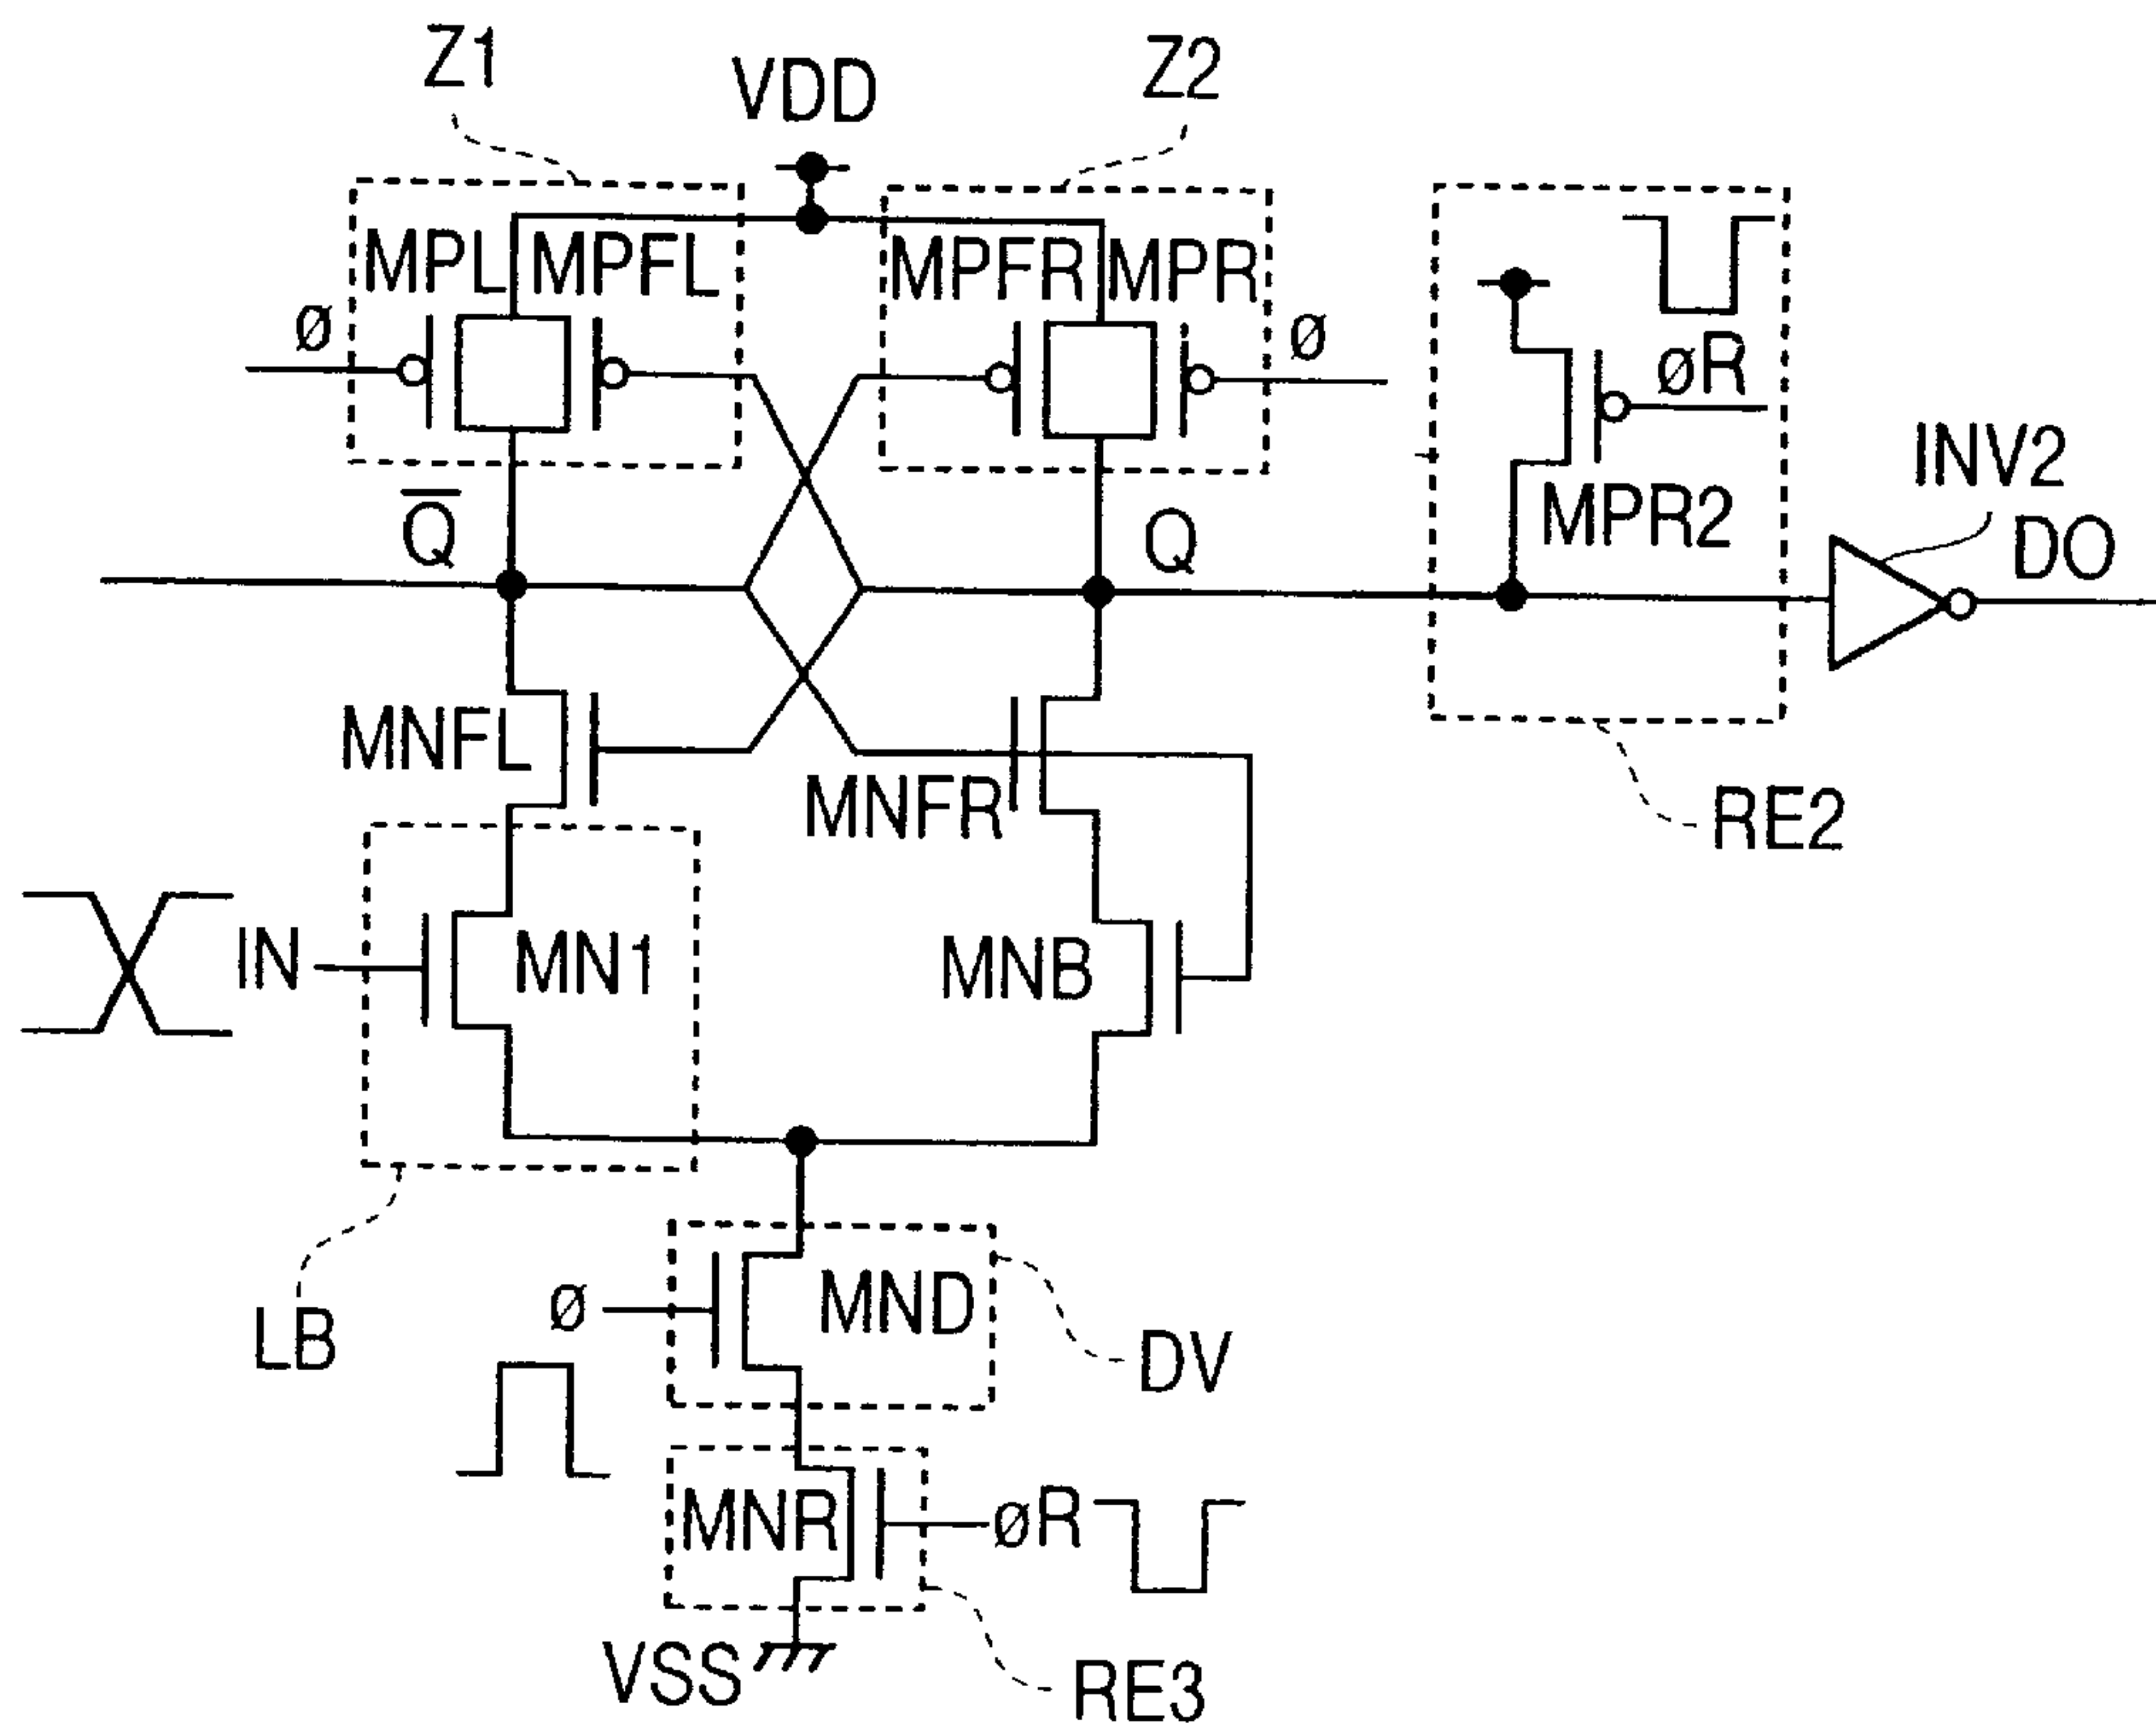 Z1
VDD
Z2
MPL MPFL
MPFR MPR
Ø
Ø
ØR
Q̅
Q
MPR2
INV2
DO
MNFL
MNFR
RE2
IN
MN1
MNB
LB
Ø
MND
DV
MNR
ØR
VSS
RE3